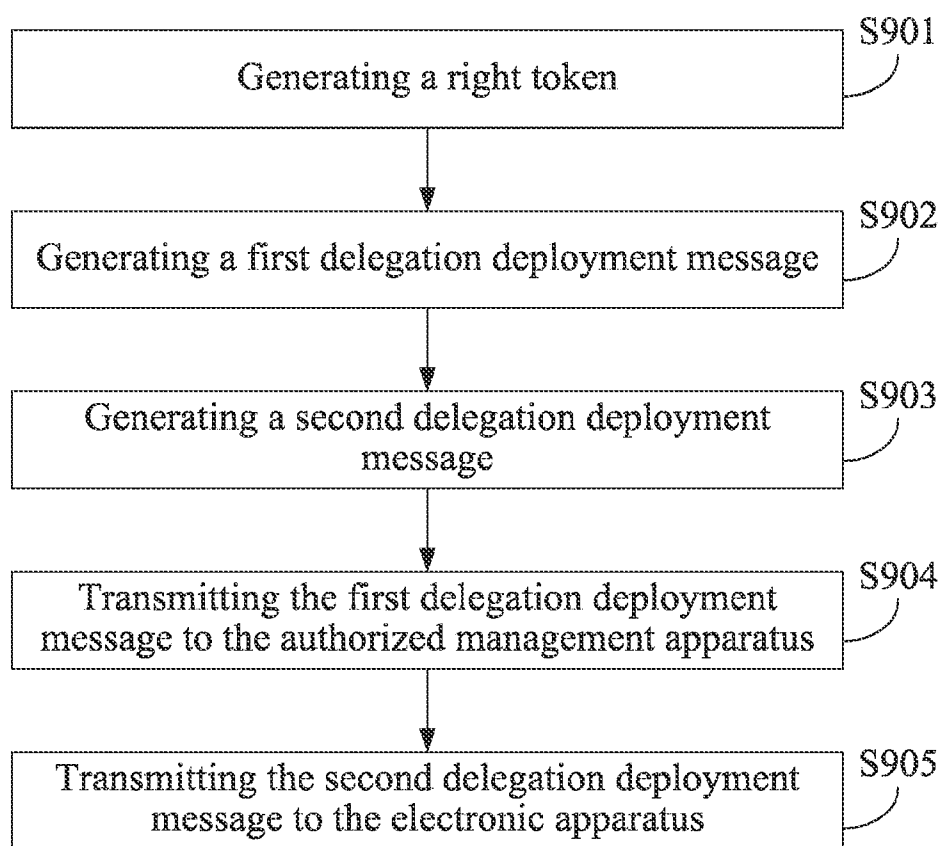 S901
Generating a right token
S902
Generating a first delegation deployment message
S903
Generating a second delegation deployment
message
S904
Transmitting the first delegation deployment
message to the authorized management apparatus
S905
Transmitting the second delegation deployment
message to the electronic apparatus